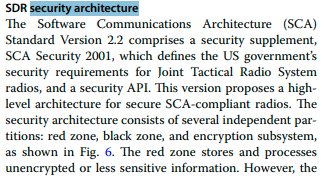 SDR security architecture
The Software Communications Architecture (SCA)
Standard Version 2.2 comprises a security supplement,
SCA Security 2001, which defines the US government's
security requirements for Joint Tactical Radio System
radios, and a security API. This version proposes a high-
level architecture for secure SCA-compliant radios. The
security architecture consists of several independent par-
titions: red zone, black zone, and encryption subsystem,
as shown in Fig. 6. The red zone stores and processes
unencrypted or less sensitive information. However, the